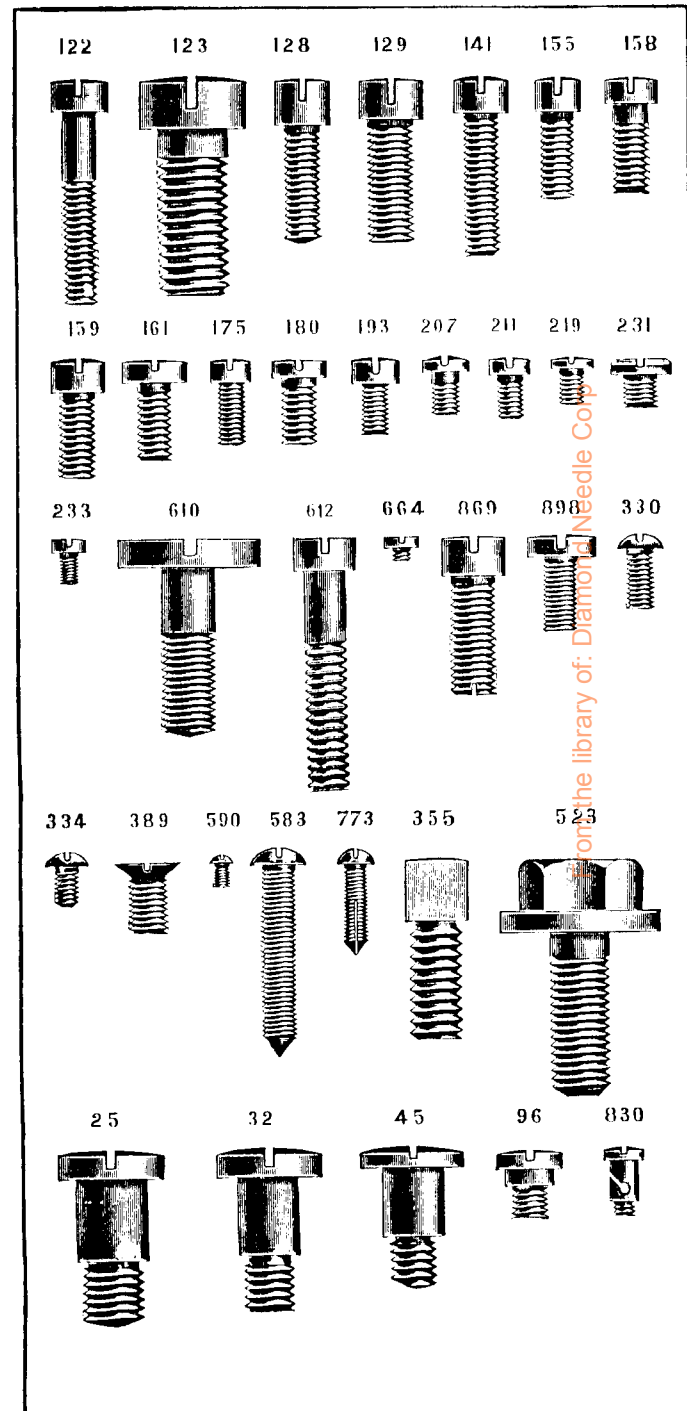 122 123 128 129 141 155 158
159 161 175 180 193 207 211 219 231
233 610 612 664 869 898 330
334 389 590 583 773 355 523
25 32 45 96 830
From the library of: Diamond Needle Corp